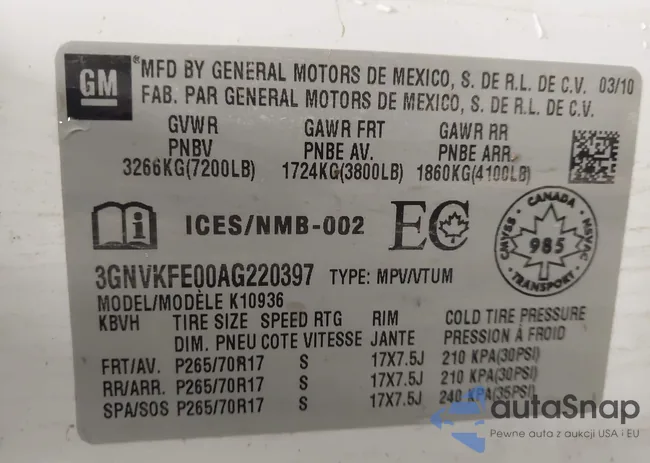 GM
MFD BY GENERAL MOTORS DE MEXICO, S. DE R.L. DE C.V. 03/10
FAB. PAR GENERAL MOTORS DE MEXICO, S. DE R.L. DE C.V.
GVWR GAWR FRT GAWR RR
PNBV PNBE AV. PNBE ARR.
3266KG(7200LB) 1724KG(3800LB) 1860KG(4100LB)
i ICES/NMB-002 EC
CANADA
CMVSS 985 NSVAC
TRANSPORT
3GNVKFE00AG220397 TYPE: MPV/VTUM
MODEL/MODÈLE K10936
KBVH TIRE SIZE SPEED RTG RIM COLD TIRE PRESSURE
DIM. PNEU COTE VITESSE JANTE PRESSION À FROID
FRT/AV. P265/70R17 S 17X7.5J 210 KPA(30PSI)
RR/ARR. P265/70R17 S 17X7.5J 210 KPA(30PSI)
SPA/SOS P265/70R17 S 17X7.5J 240 KPA(35PSI)
autaSnap
Pewne auta z aukcji USA i EU